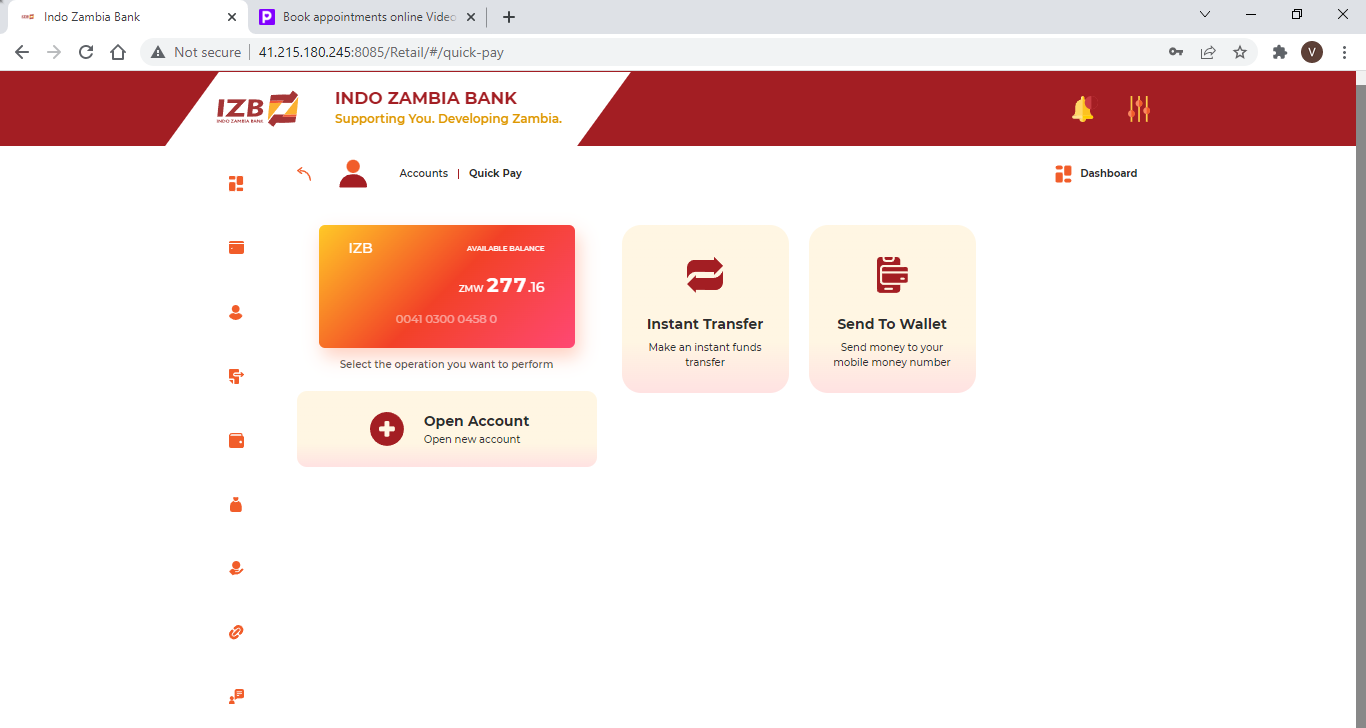 Indo Zambia Bank
Book appointments online Video
Not secure
41.215.180.245:8085/Retail/#/quick-pay
V
IZB
INDO ZAMBIA BANK
INDO ZAMBIA BANK
Supporting You. Developing Zambia.
Accounts | Quick Pay
Dashboard
IZB
AVAILABLE BALANCE
ZMW 277.16
0041 0300 0458 0
Select the operation you want to perform
Open Account
Open new account
Instant Transfer
Make an instant funds
transfer
Send To Wallet
Send money to your
mobile money number